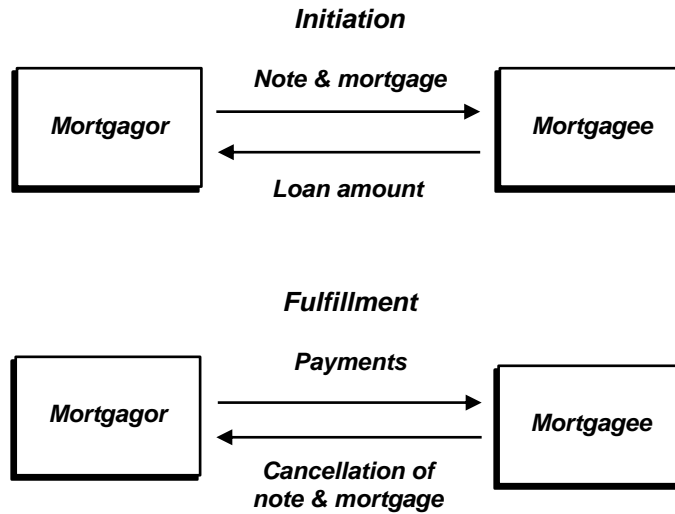 Initiation
Note & mortgage
Mortgagor
Mortgagee
Loan amount
Fulfillment
Payments
Mortgagor
Mortgagee
Cancellation of
note & mortgage